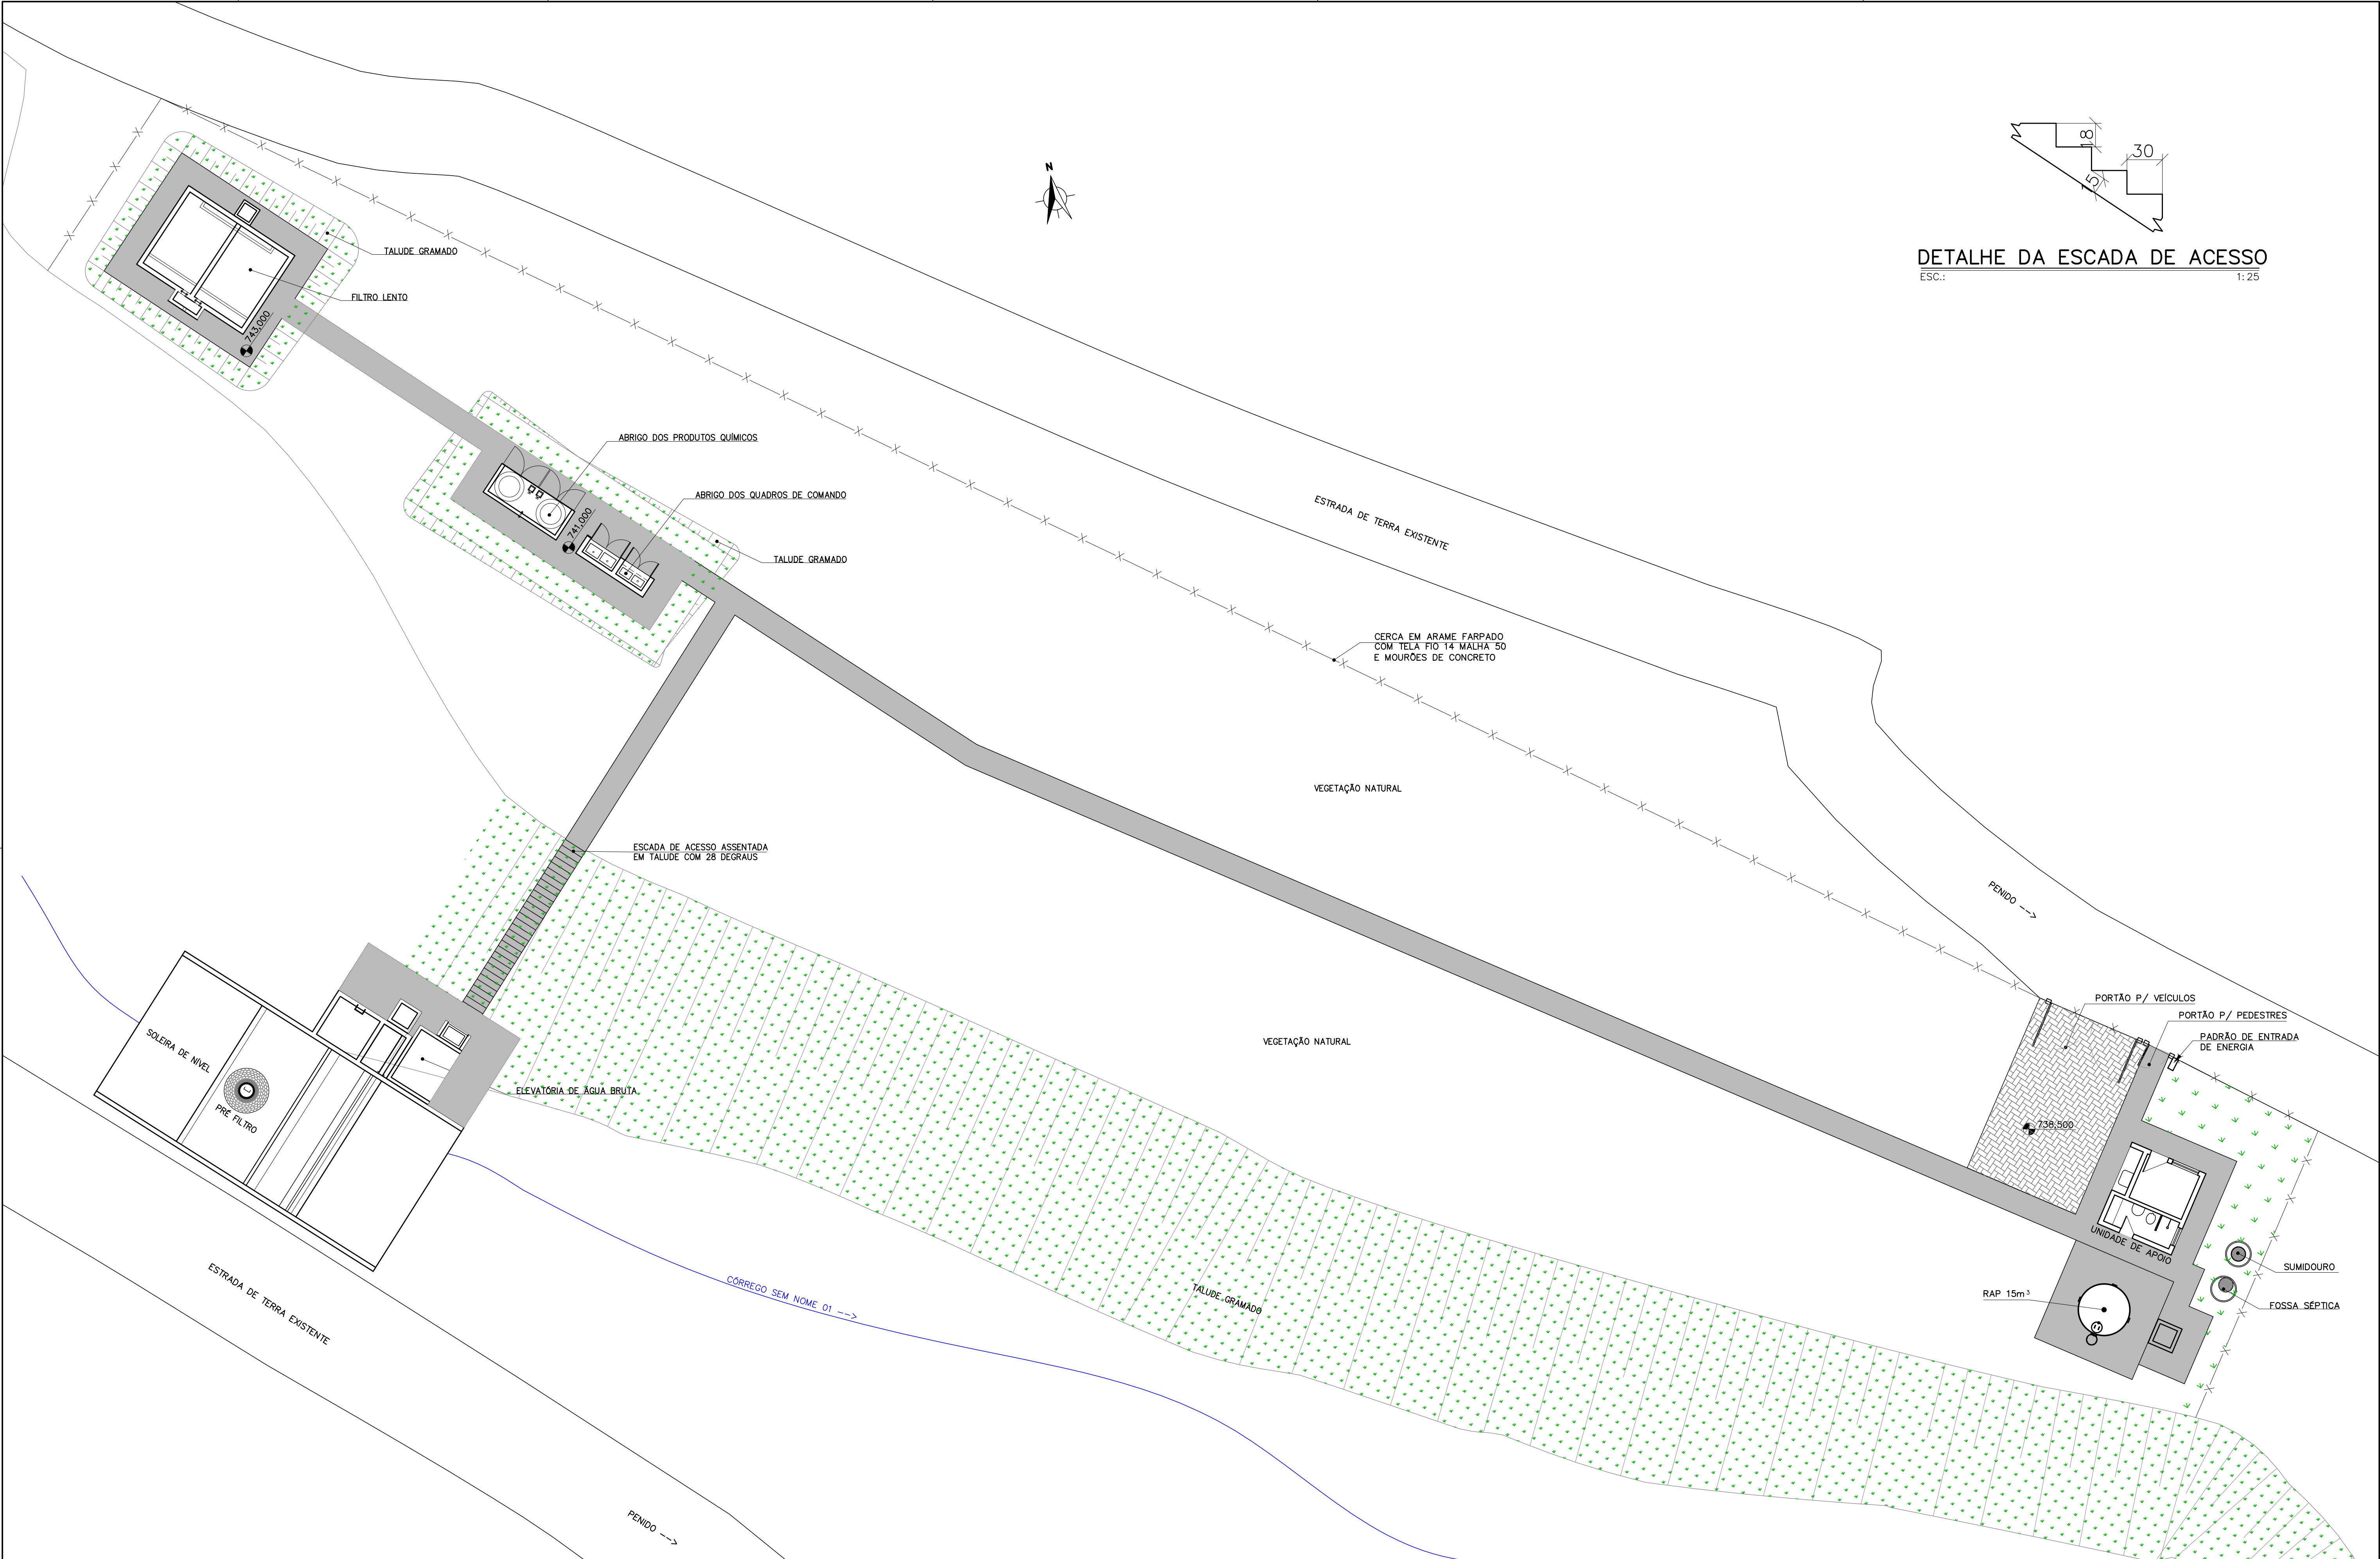 N
18
30
15
DETALHE DA ESCADA DE ACESSO
ESC.: 1:25
TALUDE GRAMADO
FILTRO LENTO
743,000
ABRIGO DOS PRODUTOS QUÍMICOS
ABRIGO DOS QUADROS DE COMANDO
741,000
TALUDE GRAMADO
ESTRADA DE TERRA EXISTENTE
CERCA EM ARAME FARPADO
COM TELA FIO 14 MALHA 50
E MOURÕES DE CONCRETO
VEGETAÇÃO NATURAL
ESCADA DE ACESSO ASSENTADA
EM TALUDE COM 28 DEGRAUS
PENIDO -->
PORTÃO P/ VEÍCULOS
PORTÃO P/ PEDESTRES
PADRÃO DE ENTRADA
DE ENERGIA
VEGETAÇÃO NATURAL
SOLEIRA DE NÍVEL
PRÉ FILTRO
ELEVATÓRIA DE ÁGUA BRUTA
738,500
UNIDADE DE APOIO
SUMIDOURO
RAP 15m³
FOSSA SÉPTICA
CÓRREGO SEM NOME 01 -->
TALUDE GRAMADO
ESTRADA DE TERRA EXISTENTE
PENIDO -->